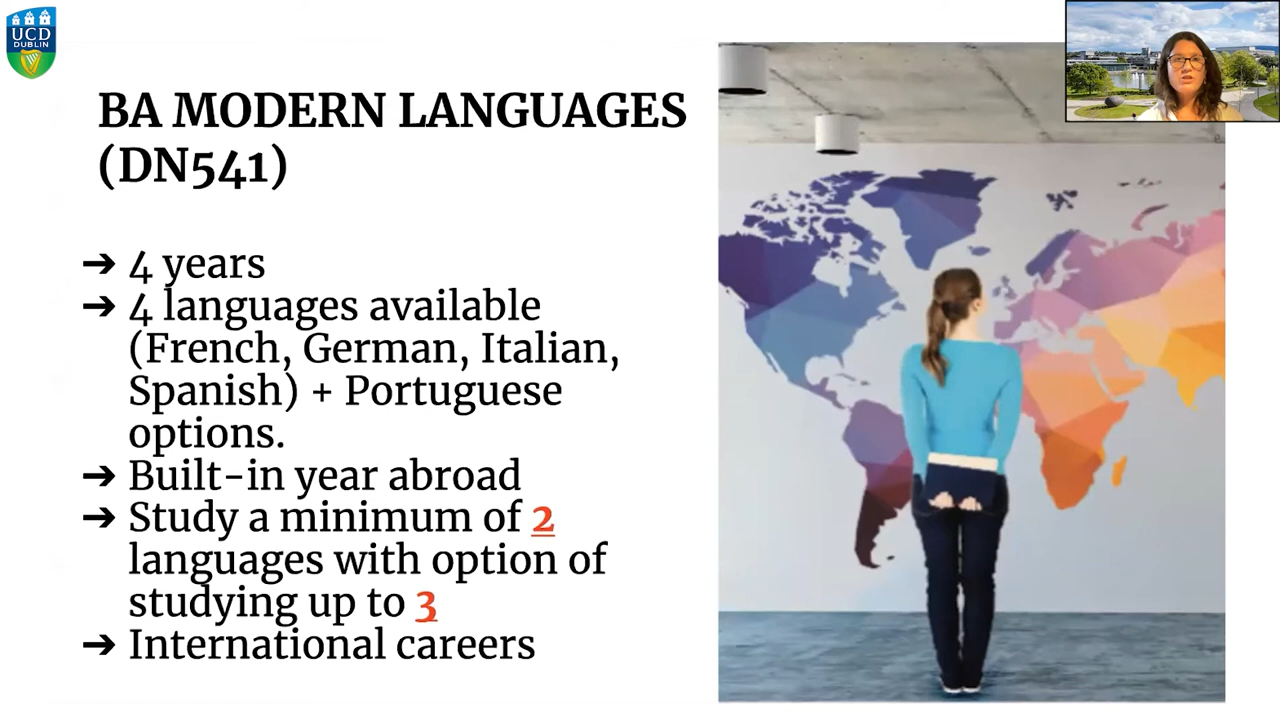 UCD
DUBLIN
BA MODERN LANGUAGES
(DN541)
➔ 4 years
➔ 4 languages available
(French, German, Italian,
Spanish) + Portuguese
options.
➔ Built-in year abroad
➔ Study a minimum of 2
languages with option of
studying up to 3
➔ International careers